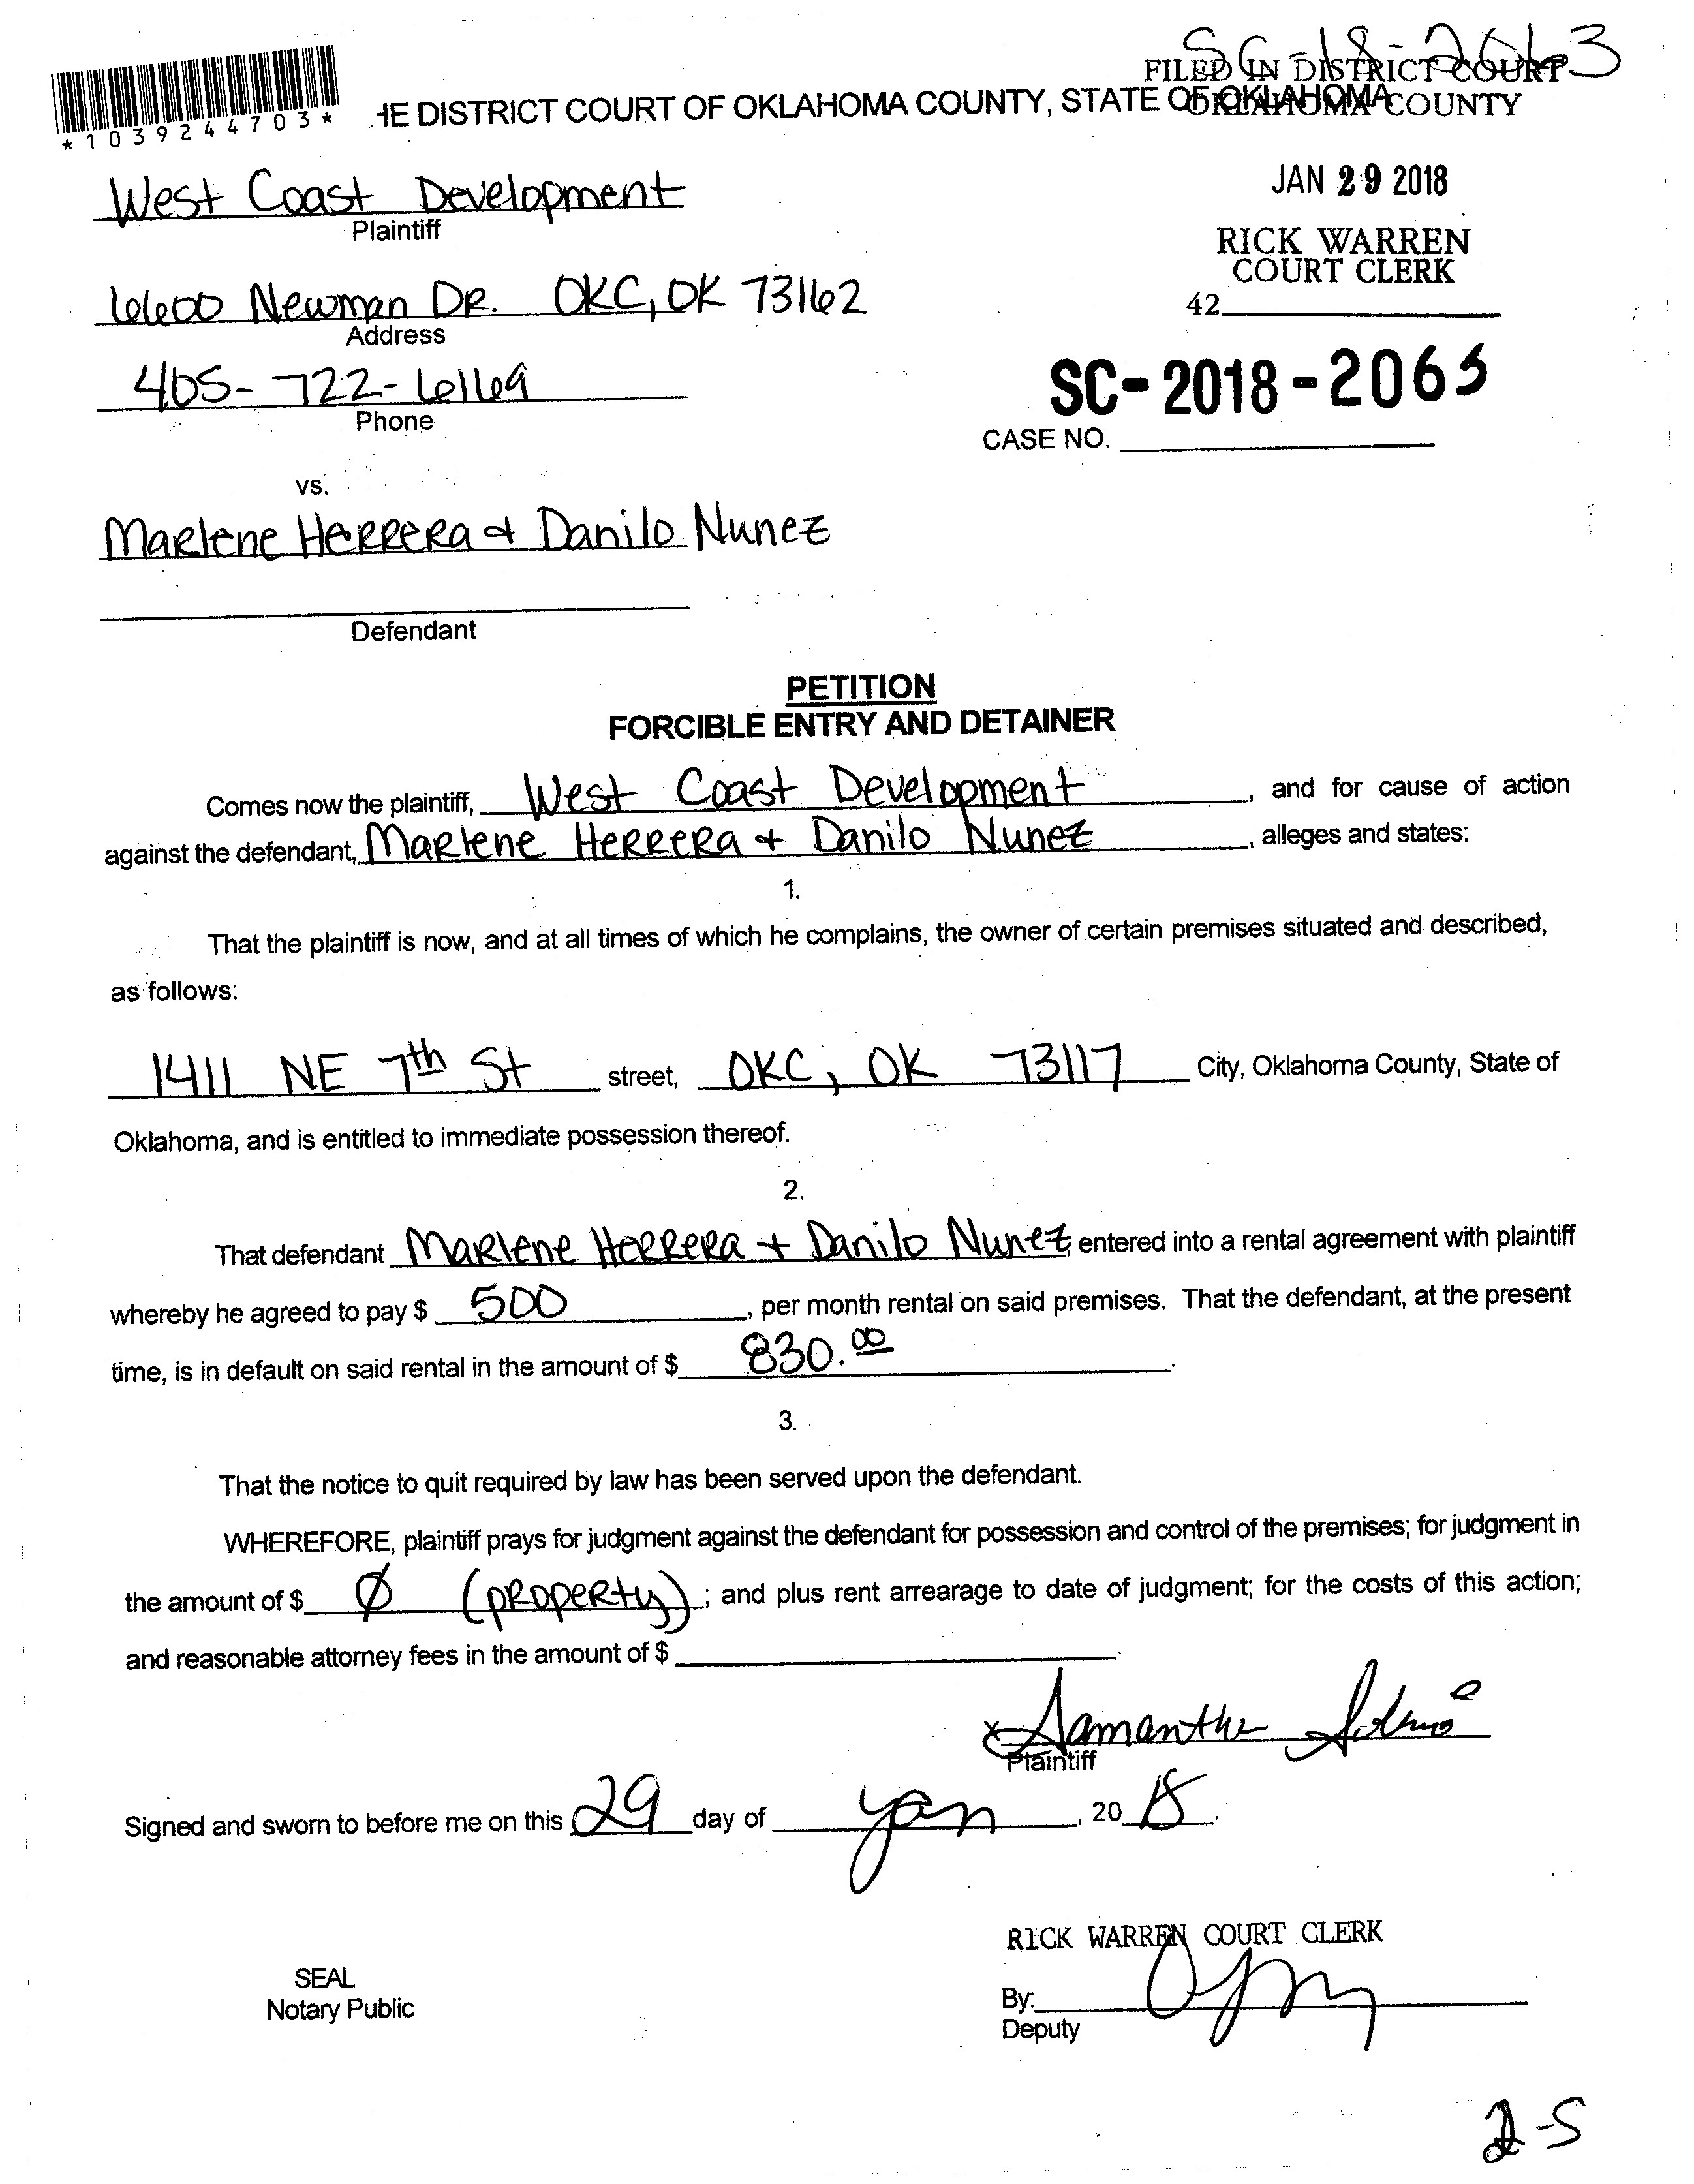 SC-18-2063
FILED IN DISTRICT COURT
OKLAHOMA COUNTY
*1039244703*
HE DISTRICT COURT OF OKLAHOMA COUNTY, STATE OF OKLAHOMA
JAN 29 2018
West Coast Development
Plaintiff
RICK WARREN
COURT CLERK
6600 Newman DR. OKC, OK 73162
Address
42
405-722-6169
Phone
SC-2018-2063
CASE NO.
vs.
Marlene Herrera + Danilo Nunez
Defendant
PETITION
FORCIBLE ENTRY AND DETAINER
Comes now the plaintiff, West Coast Development, and for cause of action
against the defendant, Marlene Herrera + Danilo Nunez, alleges and states:
1.
That the plaintiff is now, and at all times of which he complains, the owner of certain premises situated and described,
as follows:
1411 NE 7th St street, OKC, OK 73117 City, Oklahoma County, State of
Oklahoma, and is entitled to immediate possession thereof.
2.
That defendant Marlene Herrera + Danilo Nunez, entered into a rental agreement with plaintiff
whereby he agreed to pay $ 500, per month rental on said premises. That the defendant, at the present
time, is in default on said rental in the amount of $ 830.00.
3.
That the notice to quit required by law has been served upon the defendant.
WHEREFORE, plaintiff prays for judgment against the defendant for possession and control of the premises; for judgment in
the amount of $ Ø (property); and plus rent arrearage to date of judgment; for the costs of this action;
and reasonable attorney fees in the amount of $ .
x Samantha
Plaintiff
Signed and sworn to before me on this 29 day of Jan, 2018.
RICK WARREN COURT CLERK
SEAL
Notary Public
By:
Deputy
2-5